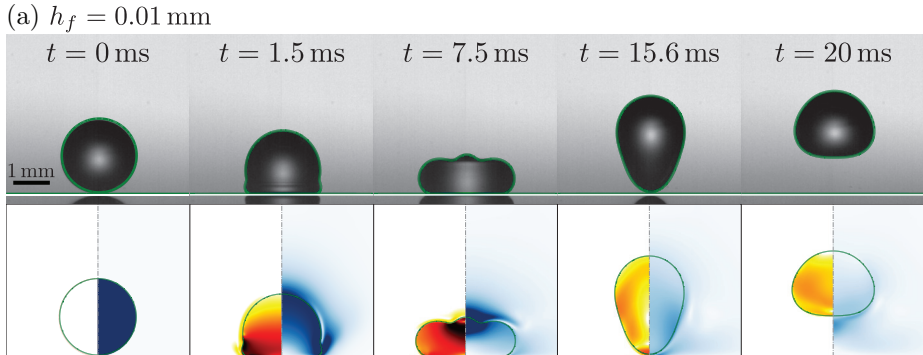 (a) h_f = 0.01 mm
t = 0 ms t = 1.5 ms t = 7.5 ms t = 15.6 ms t = 20 ms
1 mm